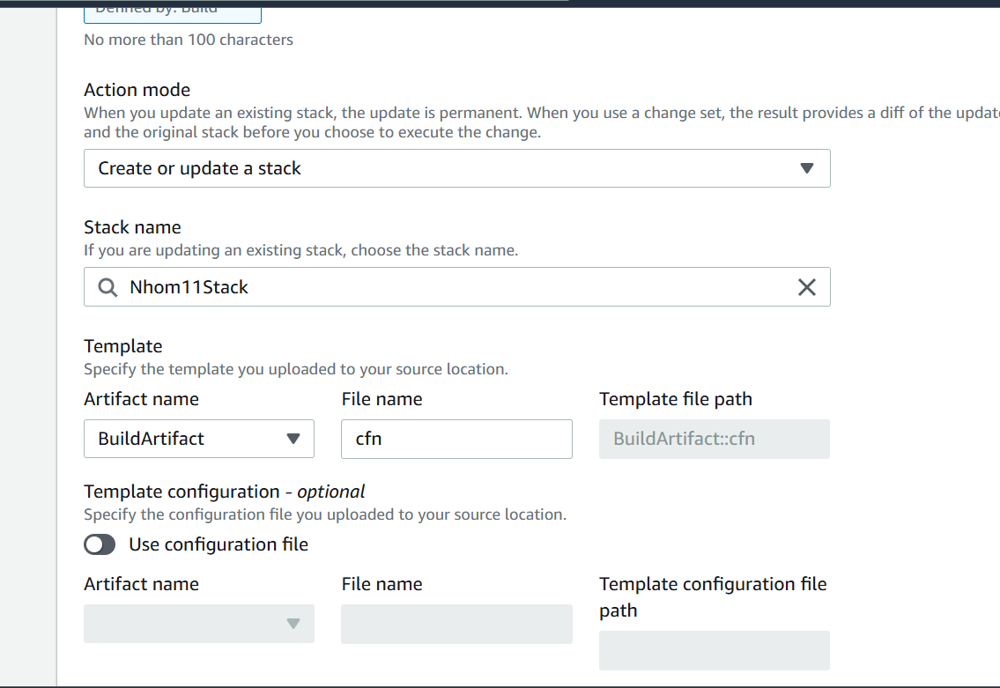 Defined by: Build
No more than 100 characters
Action mode
When you update an existing stack, the update is permanent. When you use a change set, the result provides a diff of the
and the original stack before you choose to execute the change.
Create or update a stack
Stack name
If you are updating an existing stack, choose the stack name.
Nhom11Stack
Template
Specify the template you uploaded to your source location.
Artifact name
File name
Template file path
BuildArtifact
cfn
BuildArtifact::cfn
Template configuration - optional
Specify the configuration file you uploaded to your source location.
Use configuration file
Artifact name
File name
Template configuration file
path